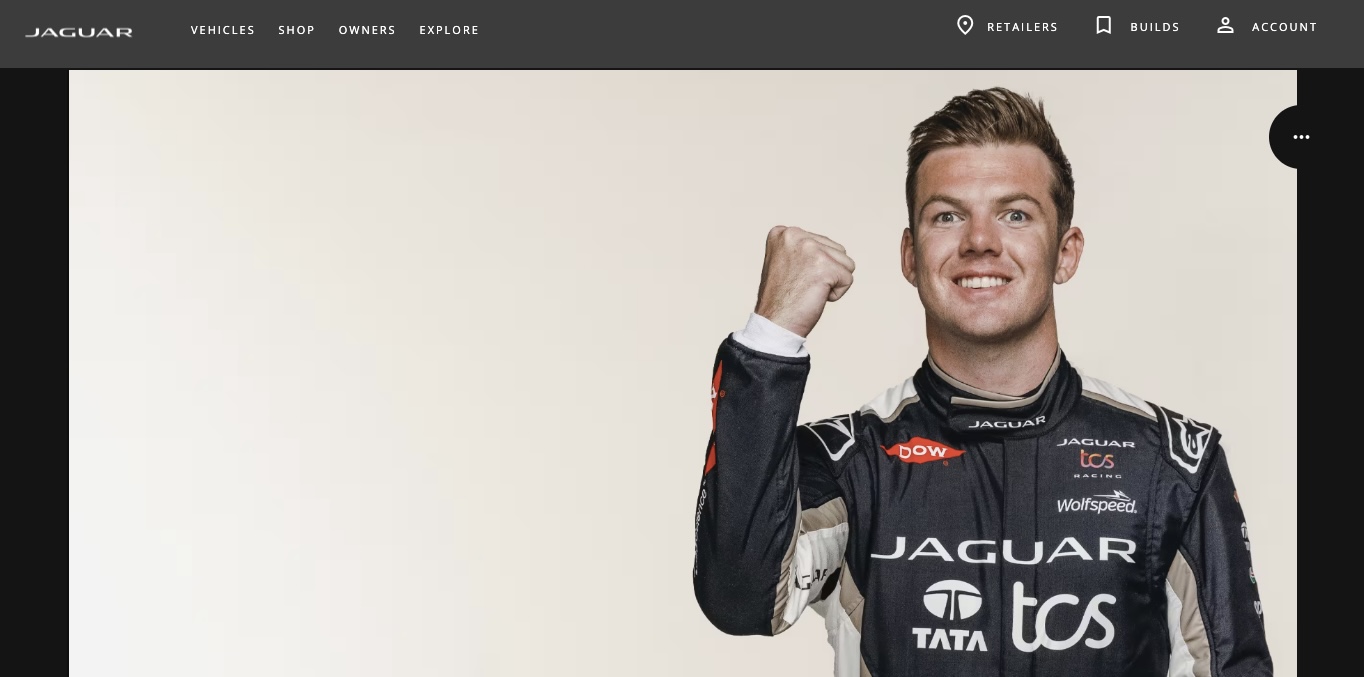 JAGUAR
VEHICLES SHOP OWNERS EXPLORE
RETAILERS BUILDS ACCOUNT
JAGUAR
DOW
JAGUAR
tcs
RACING
Wolfspeed
JAGUAR
TATA
tcs